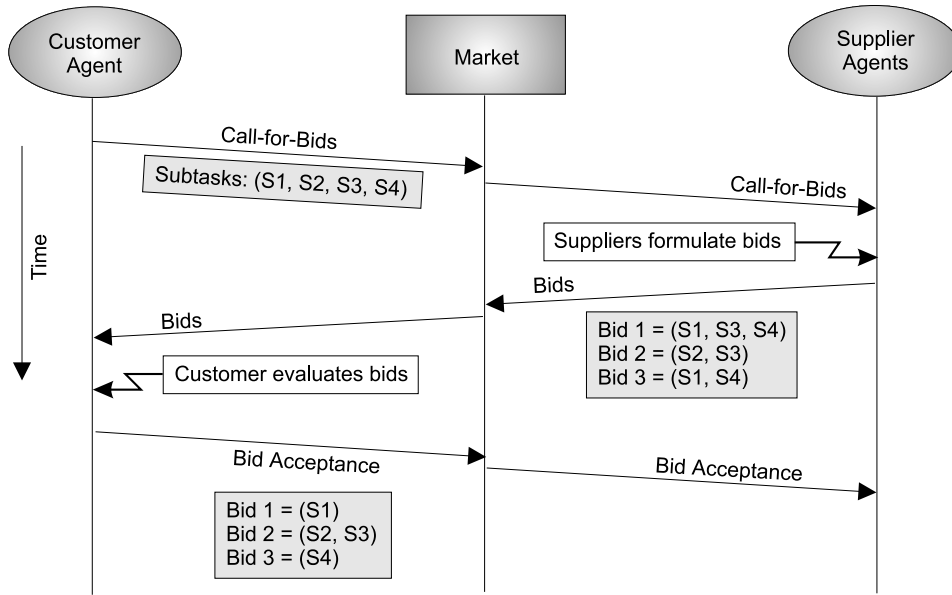 Customer
Agent
Market
Supplier
Agents
Call-for-Bids
Subtasks: (S1, S2, S3, S4)
Call-for-Bids
Time
Suppliers formulate bids
Bids
Bids
Bid 1 = (S1, S3, S4)
Bid 2 = (S2, S3)
Bid 3 = (S1, S4)
Customer evaluates bids
Bid Acceptance
Bid Acceptance
Bid 1 = (S1)
Bid 2 = (S2, S3)
Bid 3 = (S4)